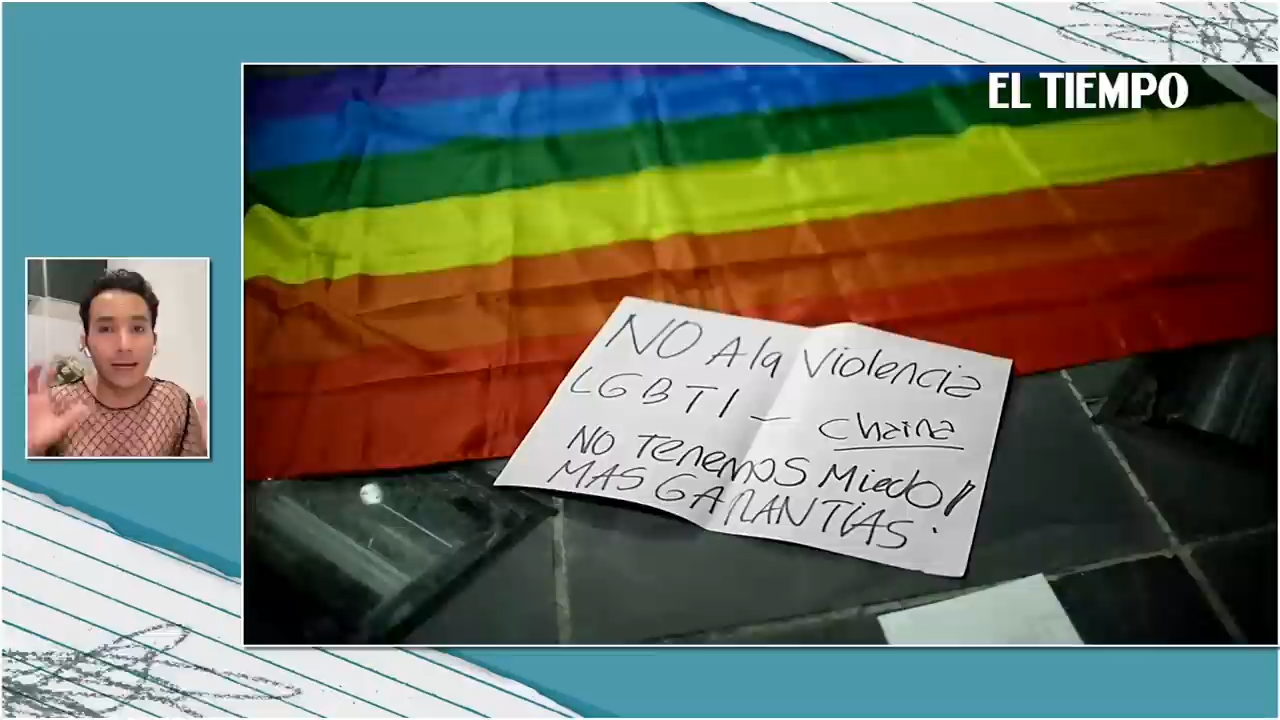 EL TIEMPO
NO A la Violencia
LGBTI — Chaina
NO TENEMOS Miedo!
MAS GARANTIAS.